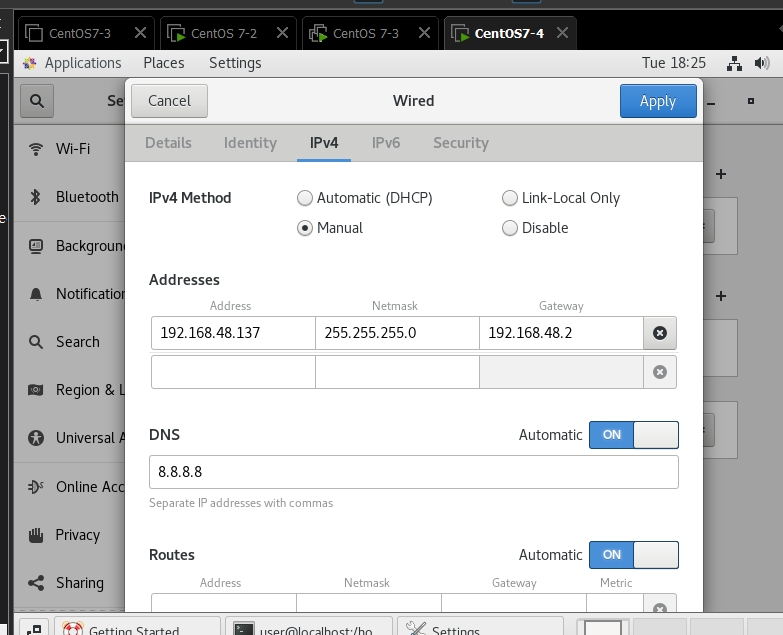 CentOS7-3 CentOS 7-2 CentOS 7-3 CentOS7-4
Applications Places Settings Tue 18:25
Se Cancel Wired Apply
Details Identity IPv4 IPv6 Security
Wi-Fi
Bluetooth
Background
Notification
Search
Region & L
Universal A
Online Acc
Privacy
Sharing
IPv4 Method Automatic (DHCP) Link-Local Only
Manual Disable
Addresses
Address Netmask Gateway
192.168.48.137 255.255.255.0 192.168.48.2
DNS Automatic ON
8.8.8.8
Separate IP addresses with commas
Routes Automatic ON
Address Netmask Gateway Metric
Getting Started user@localhost:/ho Settings